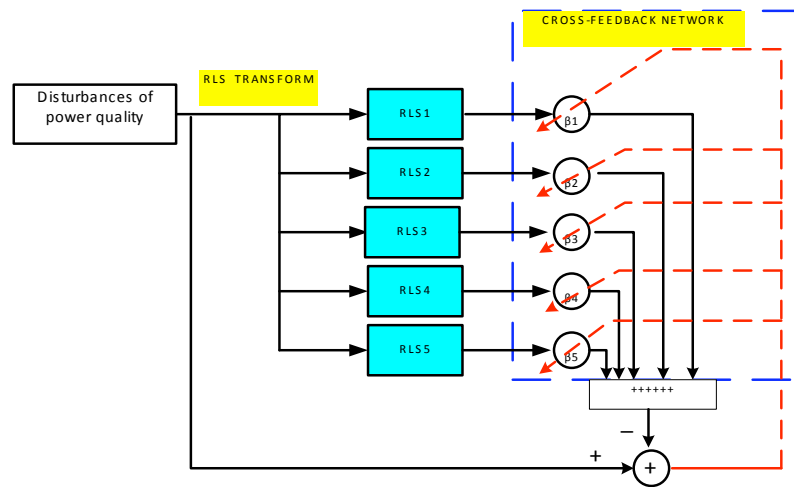 CROSS-FEEDBACK NETWORK
RLS TRANSFORM
Disturbances of
power quality
RLS1
β1
RLS2
β2
RLS3
β3
RLS4
β4
RLS5
β5
++++++
–
+
+